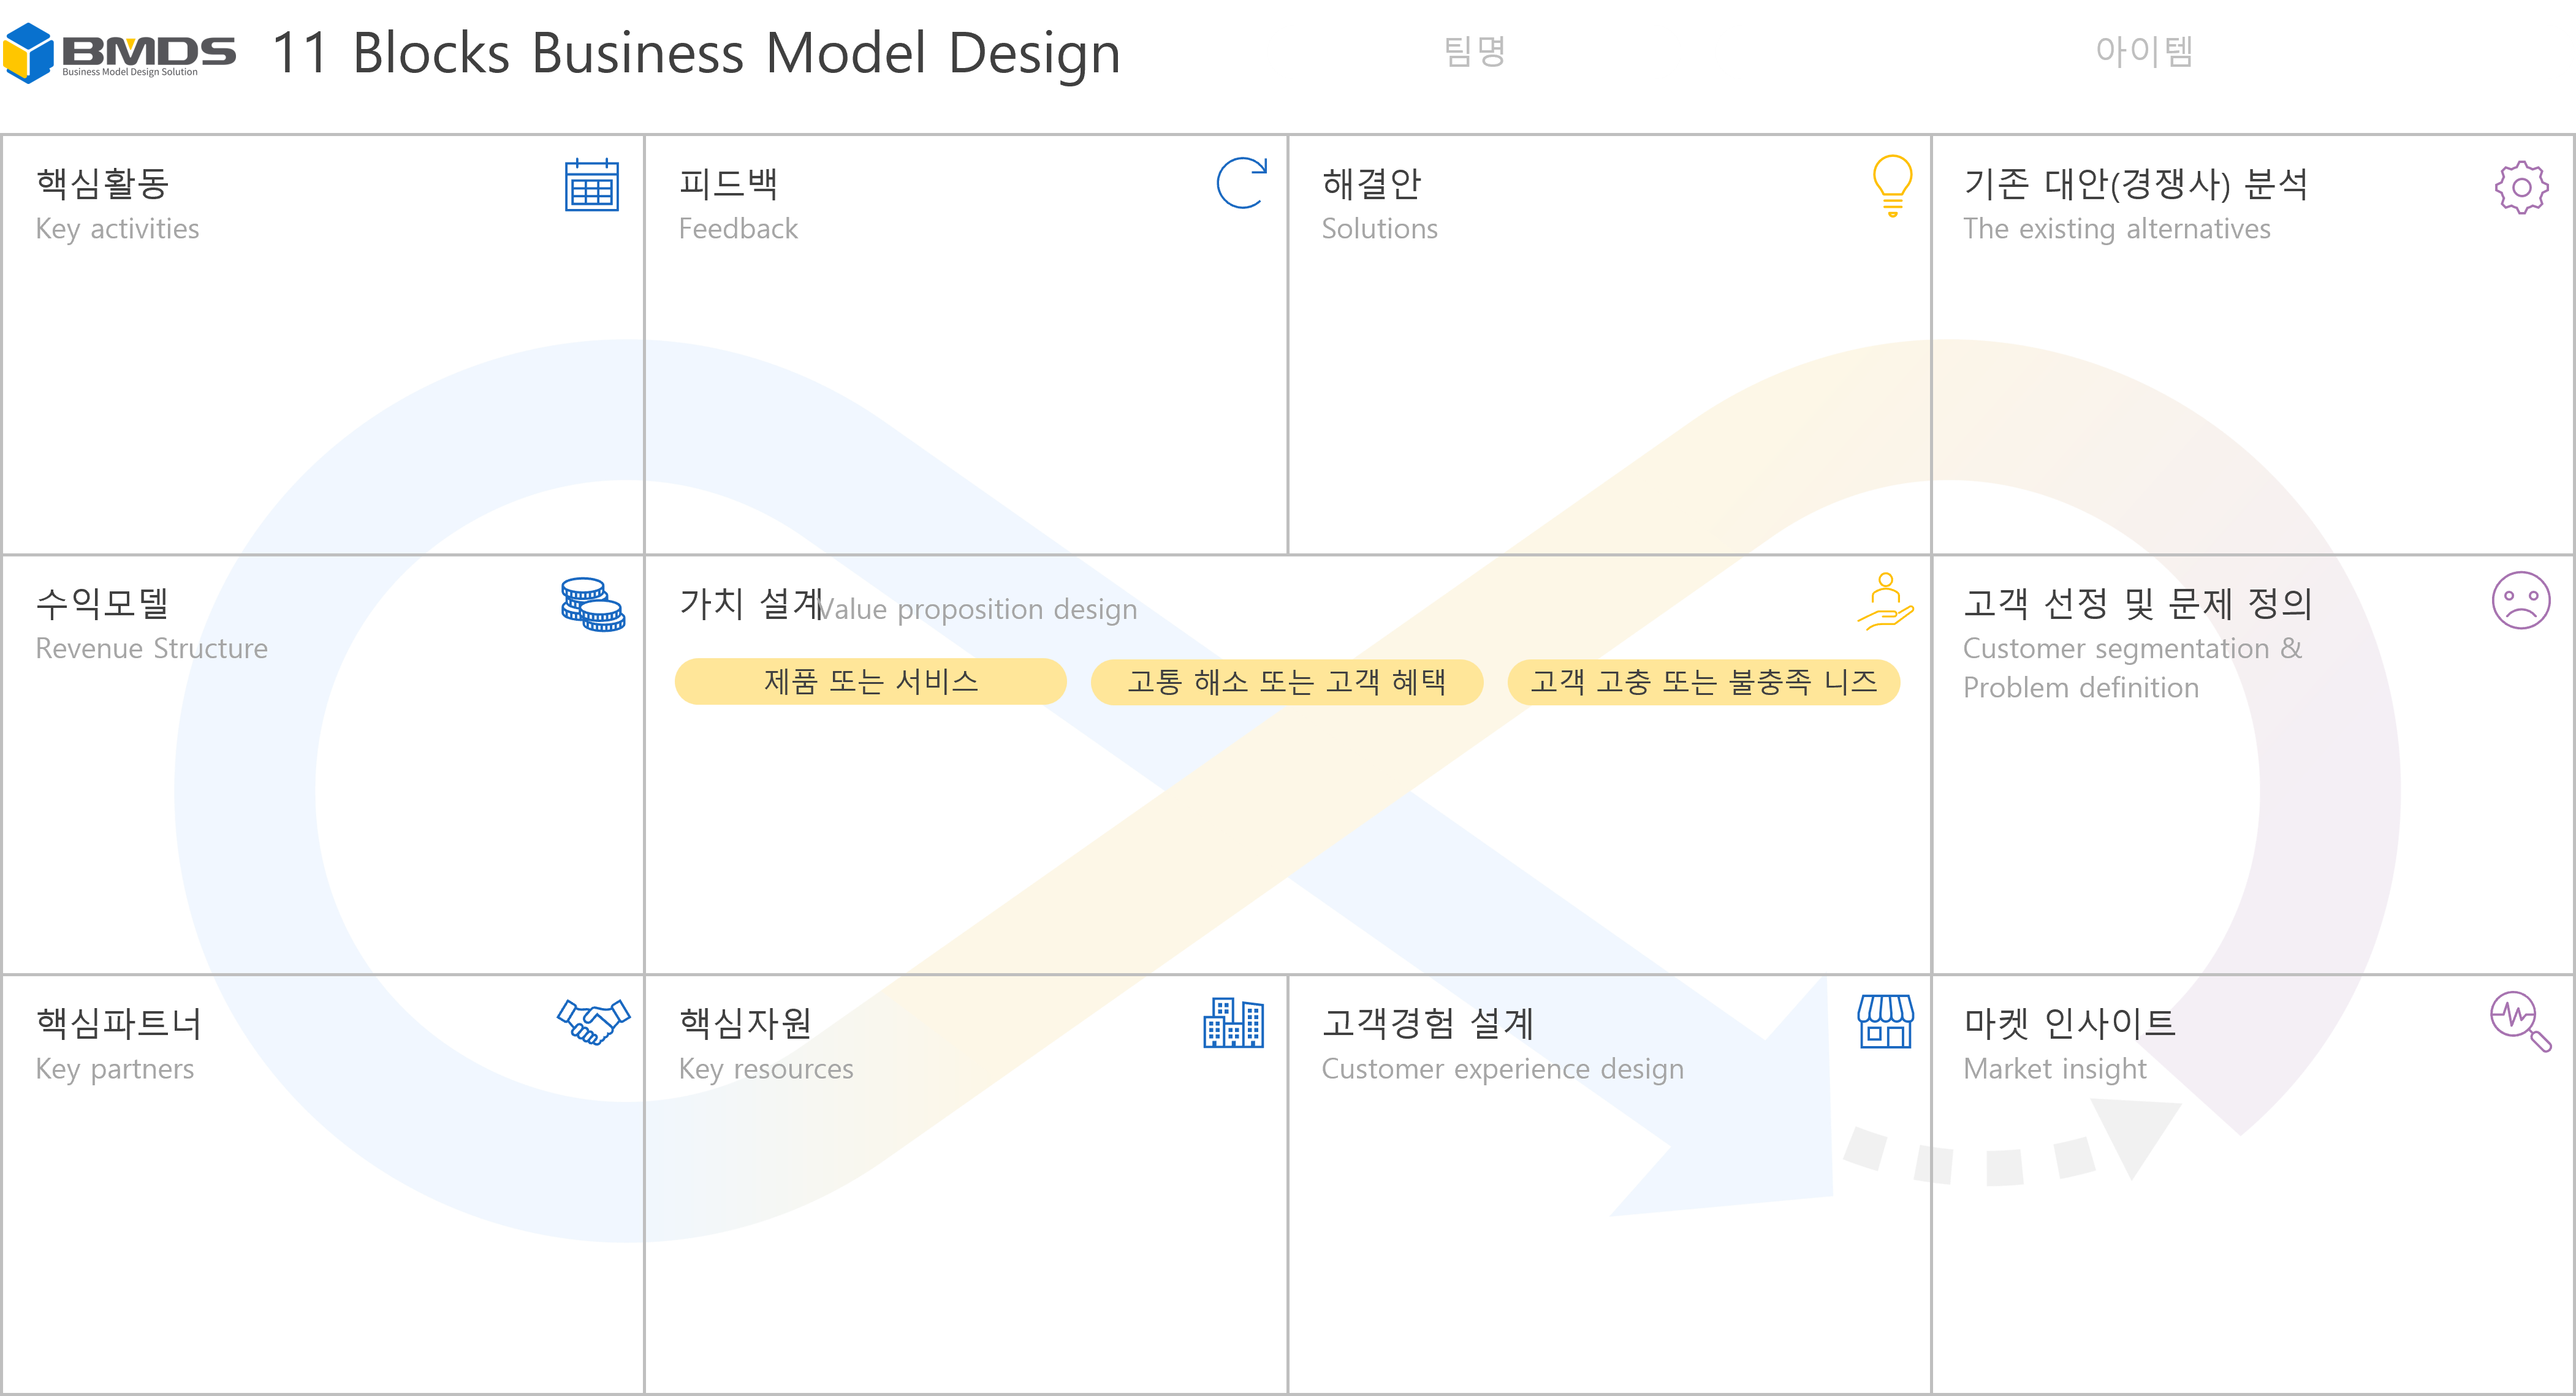 BMDS
Business Model Design Solution
11 Blocks Business Model Design
팀명
아이템
핵심활동
Key activities
피드백
Feedback
해결안
Solutions
기존 대안(경쟁사) 분석
The existing alternatives
수익모델
Revenue Structure
가치 설계
Value proposition design
제품 또는 서비스
고통 해소 또는 고객 혜택
고객 고충 또는 불충족 니즈
고객 선정 및 문제 정의
Customer segmentation &
Problem definition
핵심파트너
Key partners
핵심자원
Key resources
고객경험 설계
Customer experience design
마켓 인사이트
Market insight